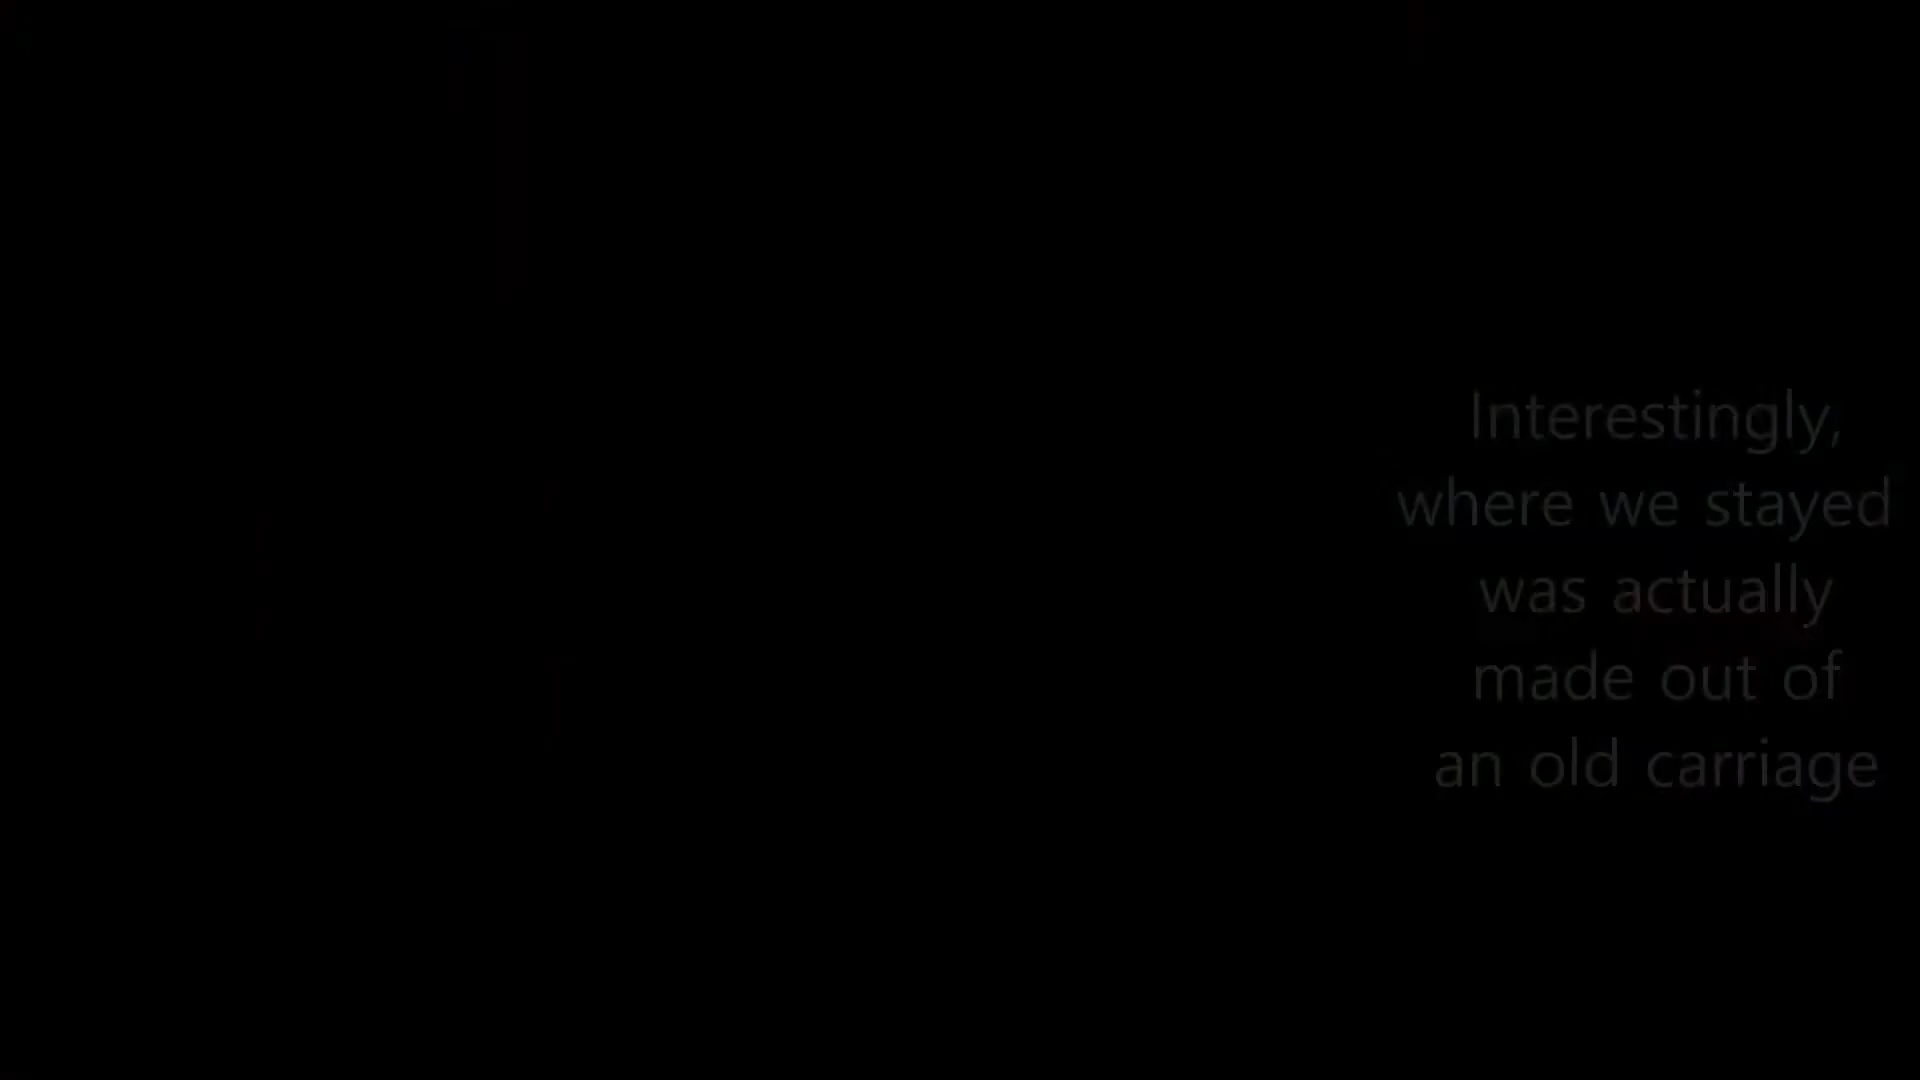 Interestingly,
where we stayed
was actually
made out of
an old carriage